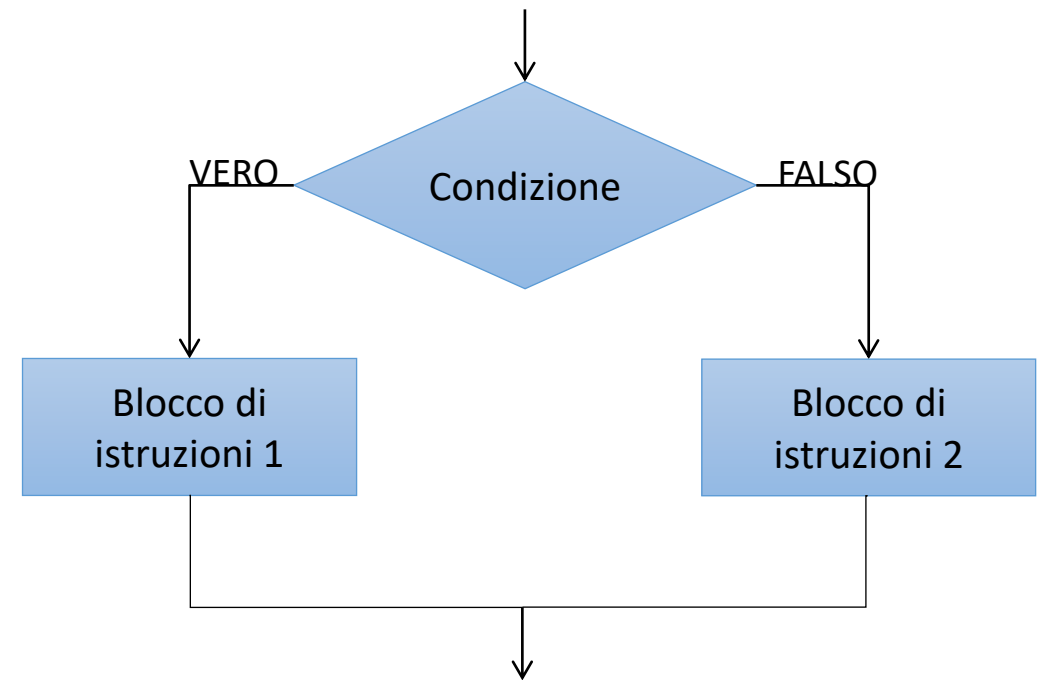 VERO
Condizione
FALSO
Blocco di
istruzioni 1
Blocco di
istruzioni 2